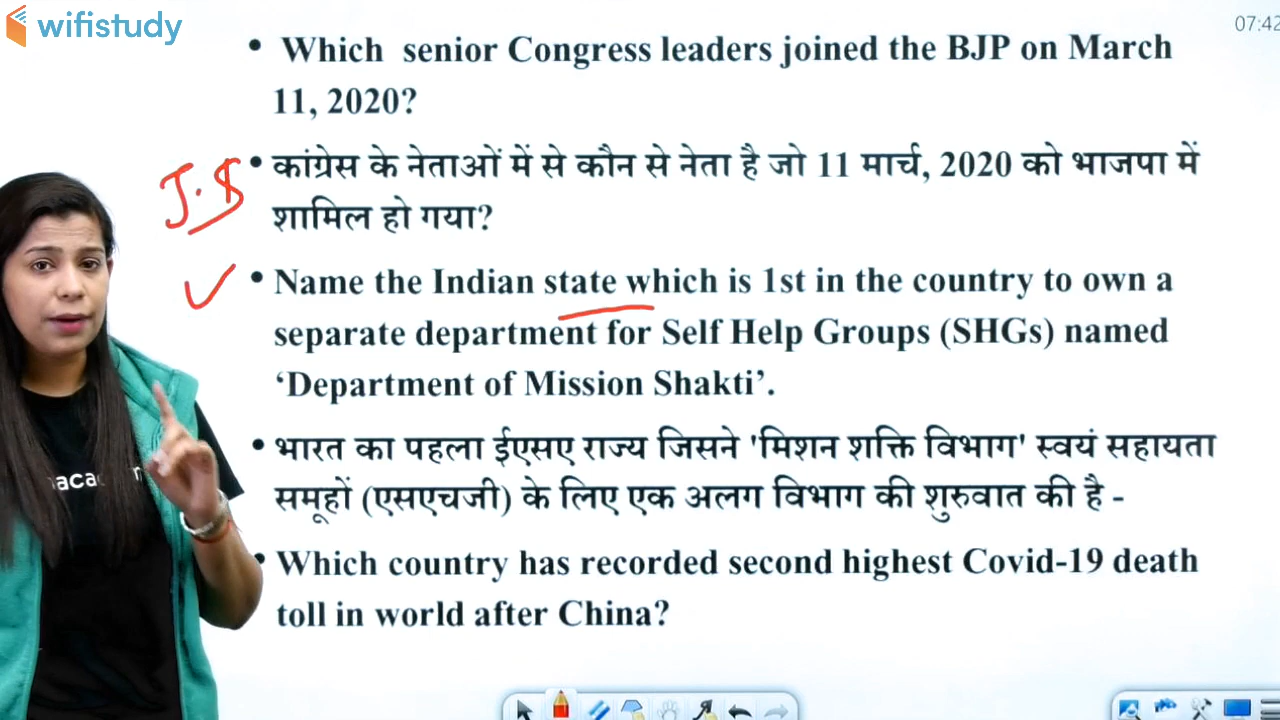 wifistudy
07:42
• Which senior Congress leaders joined the BJP on March
11, 2020?
• कांग्रेस के नेताओं में से कौन से नेता है जो 11 मार्च, 2020 को भाजपा में
शामिल हो गया?
J.S
• Name the Indian state which is 1st in the country to own a
separate department for Self Help Groups (SHGs) named
‘Department of Mission Shakti’.
• भारत का पहला ईएसए राज्य जिसने 'मिशन शक्ति विभाग' स्वयं सहायता
समूहों (एसएचजी) के लिए एक अलग विभाग की शुरुवात की है -
• Which country has recorded second highest Covid-19 death
toll in world after China?